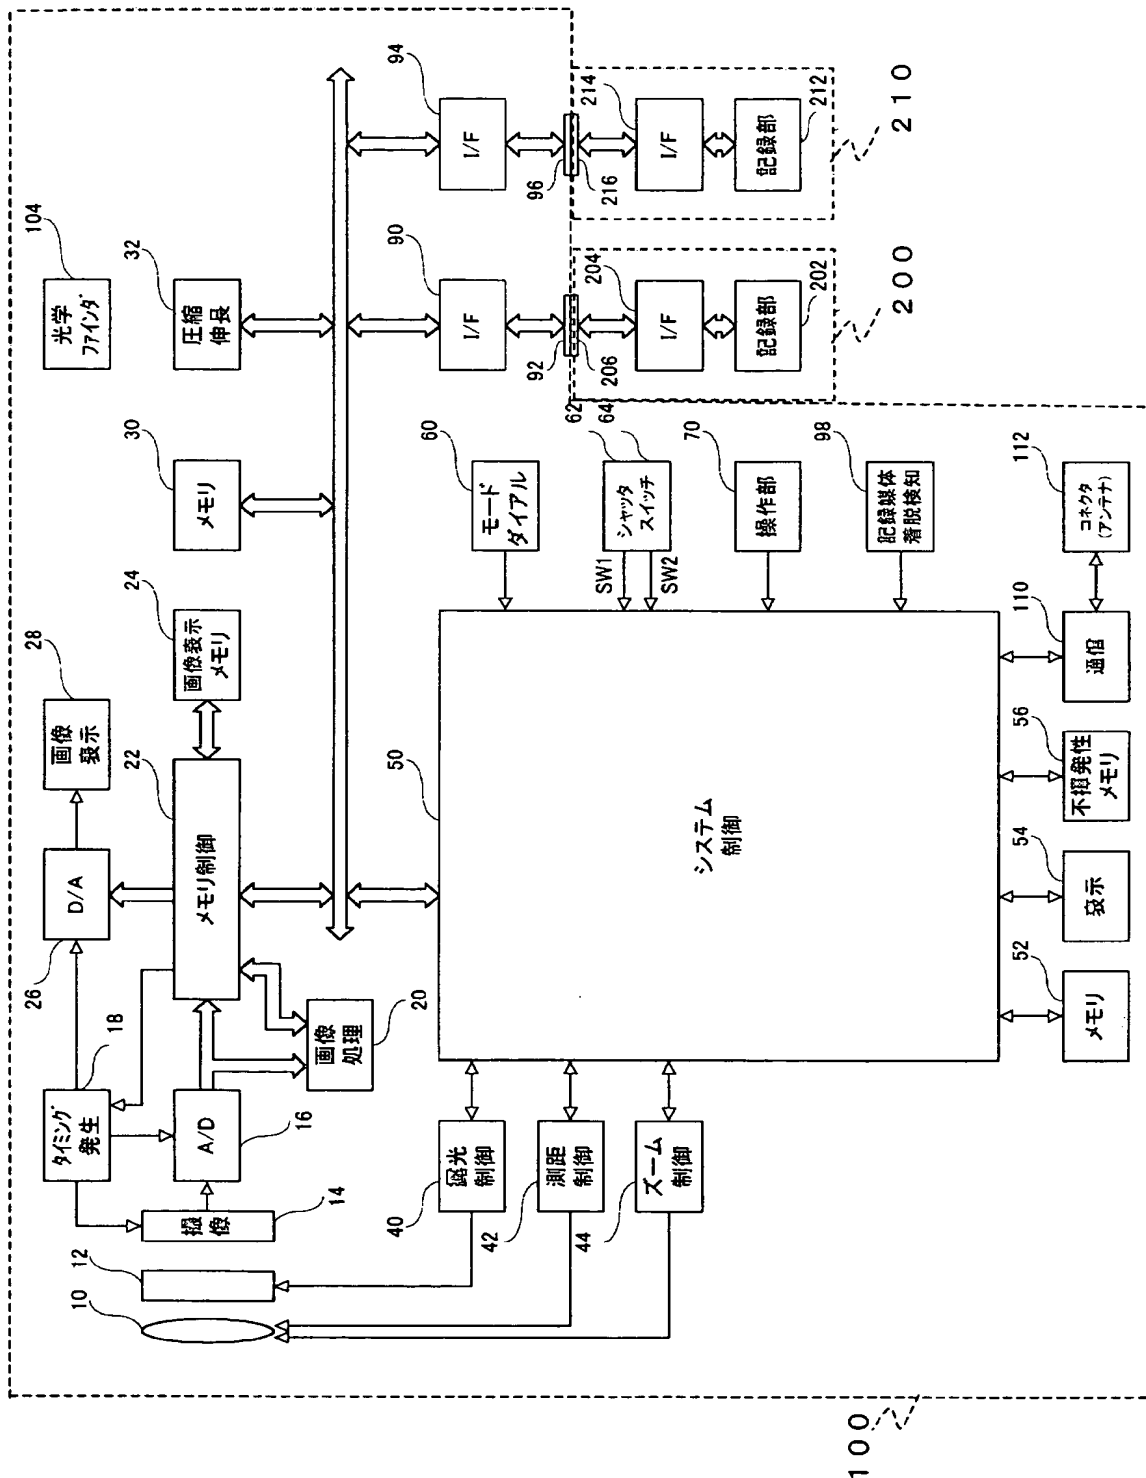 104
光学
ファインダ
32
圧縮
伸長
30
メモリ
28
画像
表示
24
画像表示
メモリ
22
メモリ制御
26
D/A
18
タイミング
発生
16
A/D
14
撮像
12
10
20
画像
処理
94
I/F
96
216
214
I/F
212
記録部
210
90
I/F
92
206
204
I/F
202
記録部
200
60
モード
ダイアル
62
64
シャッタ
スイッチ
SW1
SW2
70
操作部
98
記録媒体
着脱検知
112
コネクタ
(アンテナ)
110
通信
50
システム
制御
56
不揮発性
メモリ
54
表示
52
メモリ
40
露光
制御
42
測距
制御
44
ズーム
制御
100